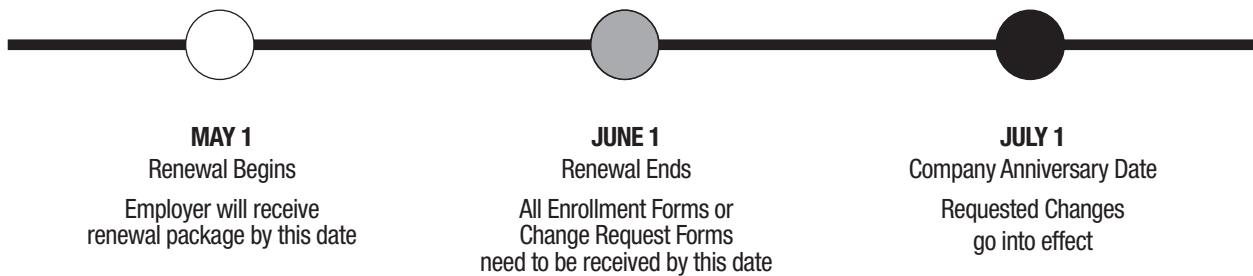 MAY 1
Renewal Begins
Employer will receive
renewal package by this date
JUNE 1
Renewal Ends
All Enrollment Forms or
Change Request Forms
need to be received by this date
JULY 1
Company Anniversary Date
Requested Changes
go into effect